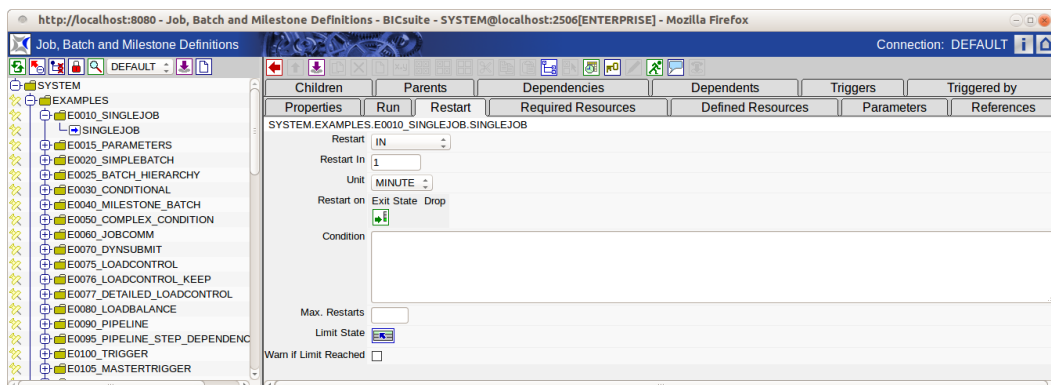 http://localhost:8080 - Job, Batch and Milestone Definitions - BICsuite - SYSTEM@localhost:2506[ENTERPRISE] - Mozilla Firefox
Job, Batch and Milestone Definitions
Connection: DEFAULT
DEFAULT
SYSTEM
EXAMPLES
E0010_SINGLEJOB
SINGLEJOB
E0015_PARAMETERS
E0020_SIMPLEBATCH
E0025_BATCH_HIERARCHY
E0030_CONDITIONAL
E0040_MILESTONE_BATCH
E0050_COMPLEX_CONDITION
E0060_JOBCOMM
E0070_DYNSUBMIT
E0075_LOADCONTROL
E0076_LOADCONTROL_KEEP
E0077_DETAILED_LOADCONTROL
E0080_LOADBALANCE
E0090_PIPELINE
E0095_PIPELINE_STEP_DEPENDENC
E0100_TRIGGER
E0105_MASTERTRIGGER
Children Parents Dependencies Dependents Triggers Triggered by
Properties Run Restart Required Resources Defined Resources Parameters References
SYSTEM.EXAMPLES.E0010_SINGLEJOB.SINGLEJOB
Restart IN
Restart In 1
Unit MINUTE
Restart on Exit State Drop
Condition
Max. Restarts
Limit State
Warn if Limit Reached